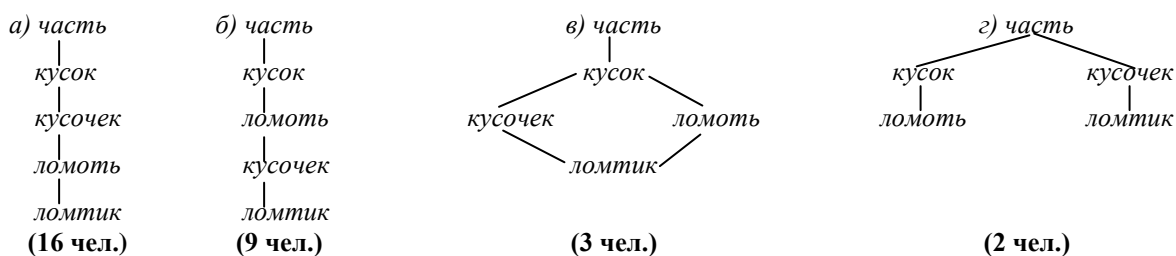 а) часть б) часть в) часть г) часть
кусок кусок кусок кусок кусочек
кусочек ломоть кусочек ломоть ломоть ломтик
ломоть кусочек ломтик
ломтик ломтик
(16 чел.) (9 чел.) (3 чел.) (2 чел.)